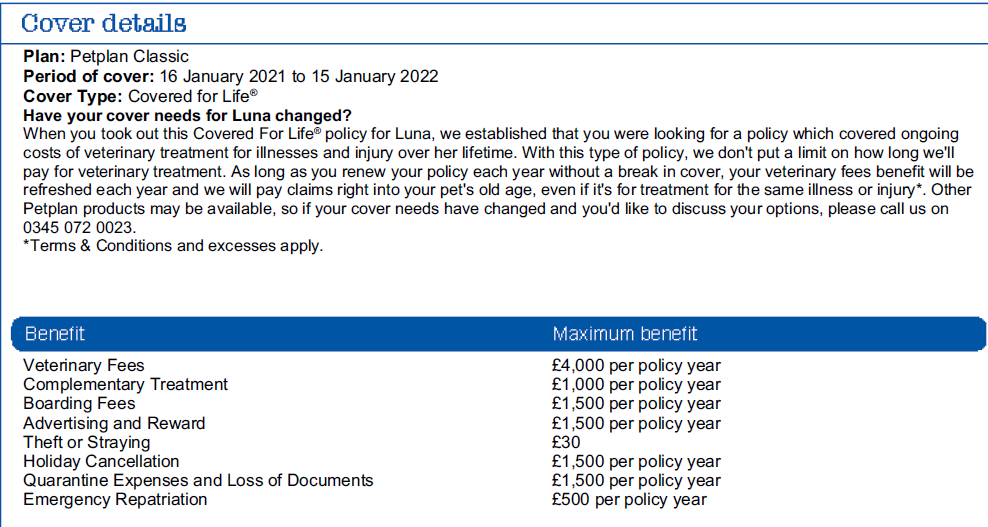 Cover details
Plan: Petplan Classic
Period of cover: 16 January 2021 to 15 January 2022
Cover Type: Covered for Life®
Have your cover needs for Luna changed?
When you took out this Covered For Life® policy for Luna, we established that you were looking for a policy which covered ongoing
costs of veterinary treatment for illnesses and injury over her lifetime. With this type of policy, we don't put a limit on how long we'll
pay for veterinary treatment. As long as you renew your policy each year without a break in cover, your veterinary fees benefit will be
refreshed each year and we will pay claims right into your pet's old age, even if it's for treatment for the same illness or injury*. Other
Petplan products may be available, so if your cover needs have changed and you'd like to discuss your options, please call us on
0345 072 0023.
*Terms & Conditions and excesses apply.
Benefit Maximum benefit
Veterinary Fees £4,000 per policy year
Complementary Treatment £1,000 per policy year
Boarding Fees £1,500 per policy year
Advertising and Reward £1,500 per policy year
Theft or Straying £30
Holiday Cancellation £1,500 per policy year
Quarantine Expenses and Loss of Documents £1,500 per policy year
Emergency Repatriation £500 per policy year